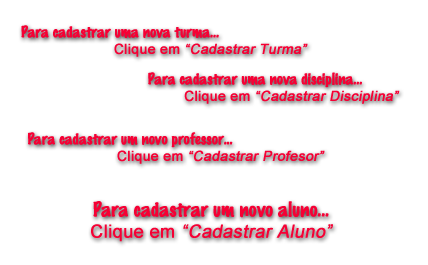 Para cadastrar uma nova turma...
Clique em “Cadastrar Turma”
Para cadastrar uma nova disciplina...
Clique em “Cadastrar Disciplina”
Para cadastrar um novo professor...
Clique em “Cadastrar Profesor”
Para cadastrar um novo aluno...
Clique em “Cadastrar Aluno”